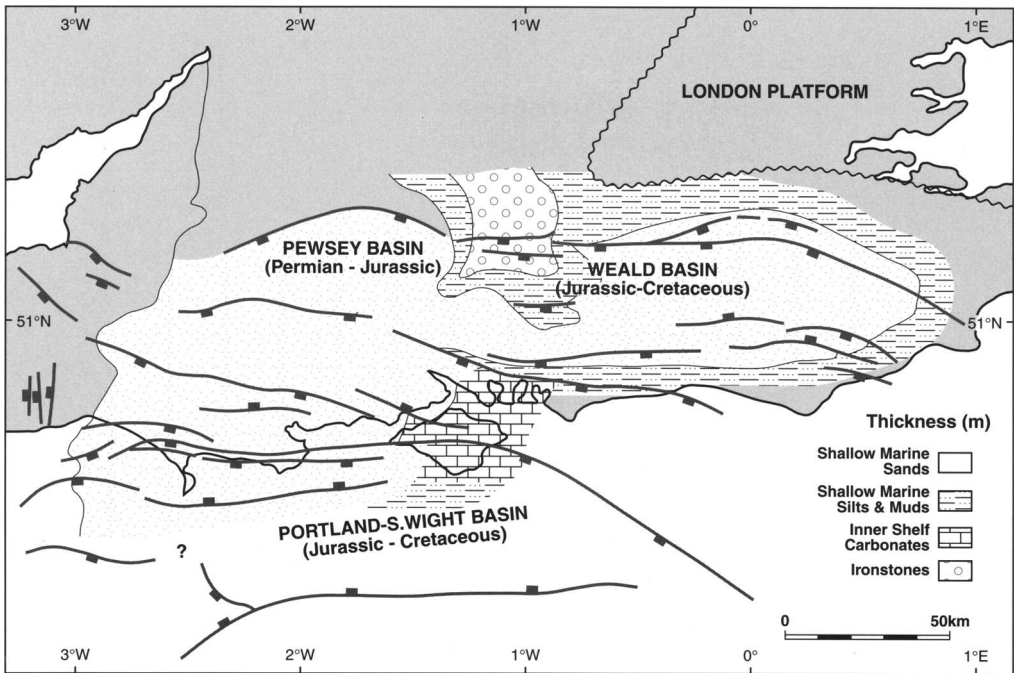 3°W 2°W 1°W 0° 1°E
LONDON PLATFORM
PEWSEY BASIN
(Permian - Jurassic)
WEALD BASIN
(Jurassic-Cretaceous)
51°N 51°N
Thickness (m)
Shallow Marine
Sands
Shallow Marine
Silts & Muds
Inner Shelf
Carbonates
Ironstones
PORTLAND-S.WIGHT BASIN
(Jurassic - Cretaceous)
?
0 50km
3°W 2°W 1°W 0° 1°E